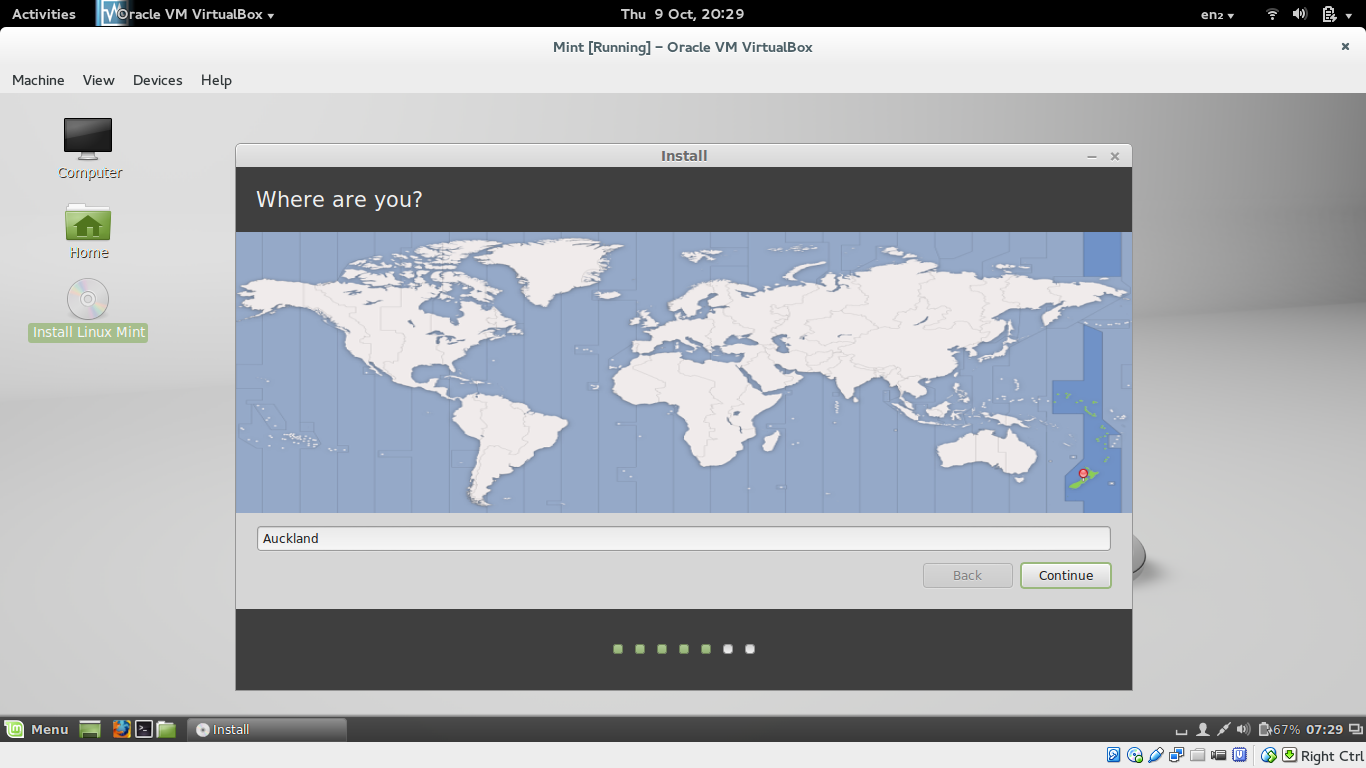 Activities
Oracle VM VirtualBox
Thu 9 Oct, 20:29
en₂
Mint [Running] – Oracle VM VirtualBox
Machine View Devices Help
Computer
Home
Install Linux Mint
Install
Where are you?
Auckland
Back
Continue
Menu
Install
67%
07:29
Right Ctrl